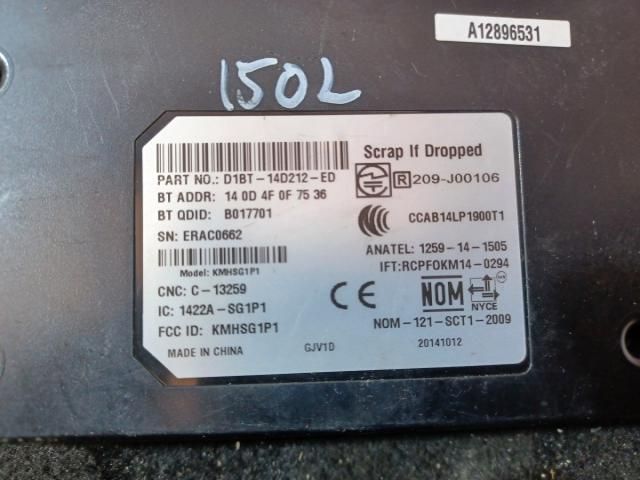 A12896531
150L
Scrap If Dropped
PART NO.: D1BT-14D212-ED
BT ADDR: 14 0D 4F 0F 75 36
R 209-J00106
BT QDID: B017701
CCAB14LP1900T1
SN: ERAC0662
ANATEL: 1259-14-1505
IFT:RCPFOKM14-0294
Model: KMHSG1P1
CNC: C-13259
CE
NOM
NYCE
IC: 1422A-SG1P1
NOM-121-SCT1-2009
FCC ID: KMHSG1P1
MADE IN CHINA
GJV1D
20141012